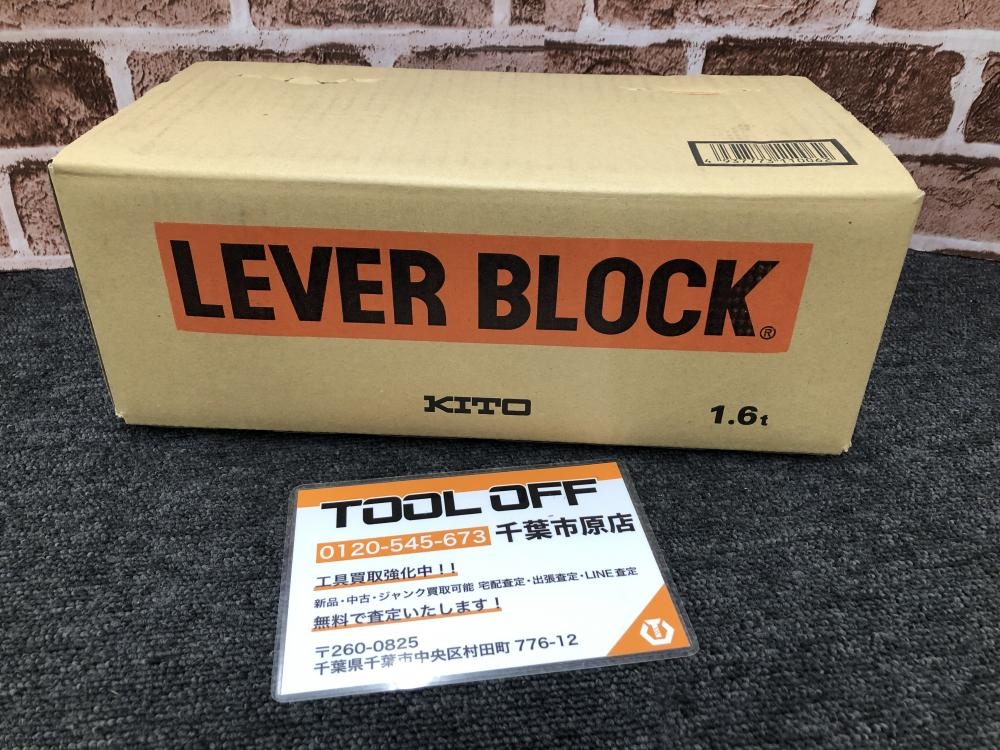 LEVER BLOCK®
KITO
1.6t
TOOL OFF
0120-545-673 千葉市原店
工具買取強化中！！
新品・中古・ジャンク買取可能 宅配査定・出張査定・LINE査定
無料で査定いたします！
〒260-0825
千葉県千葉市中央区村田町 776-12